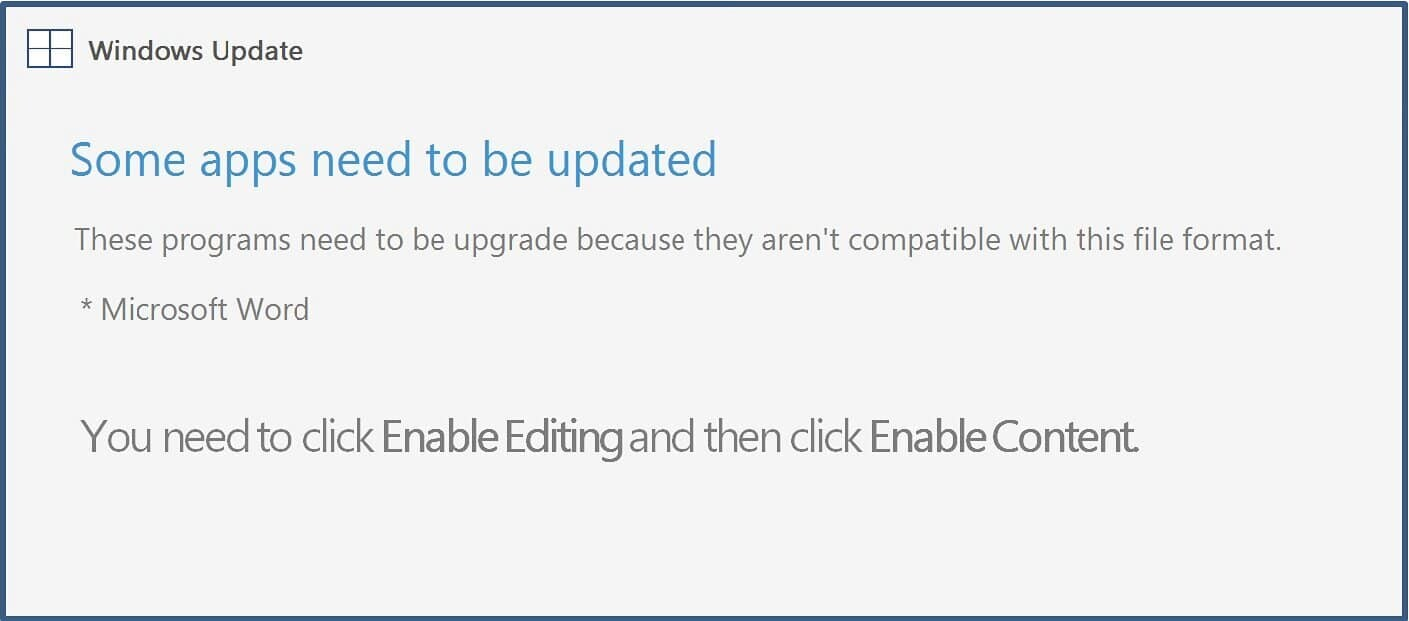 Windows Update
Some apps need to be updated
These programs need to be upgrade because they aren't compatible with this file format.
* Microsoft Word
You need to click Enable Editing and then click Enable Content.